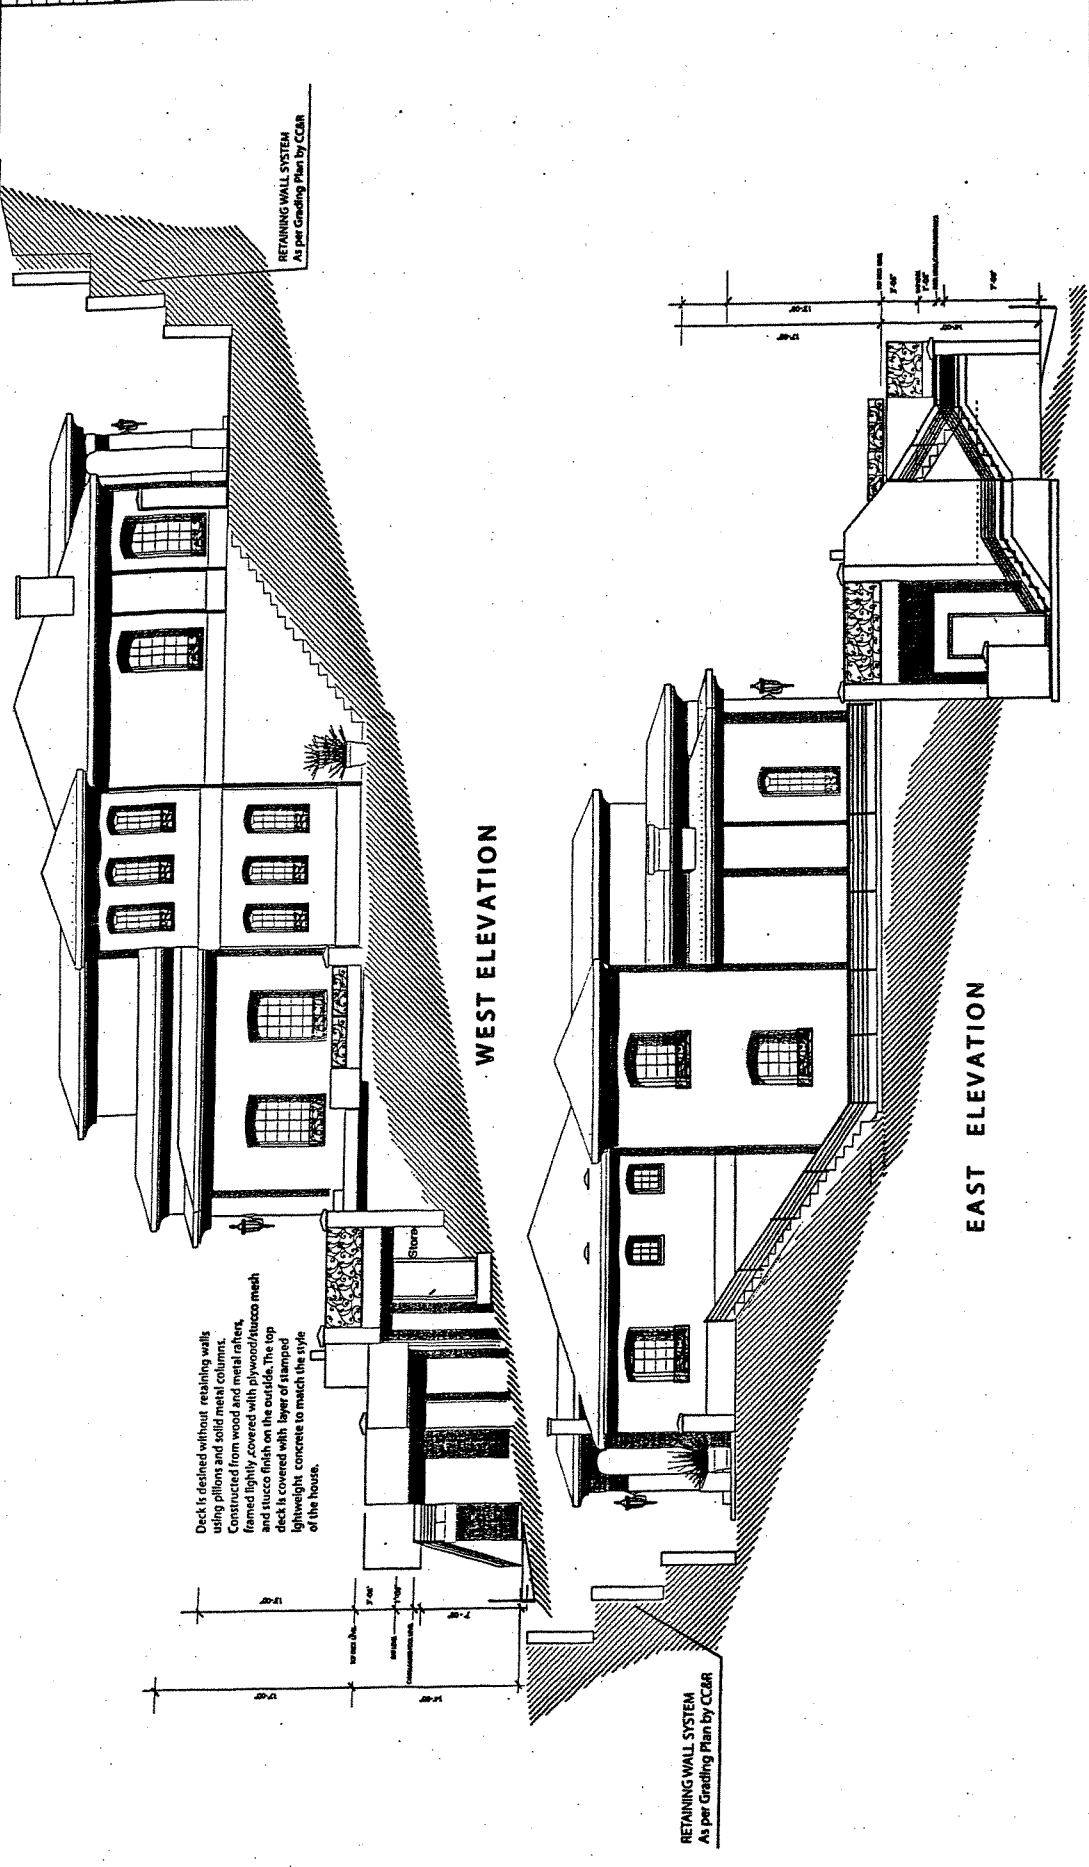 RETAINING WALL SYSTEM
As per Grading Plan by CC&R
WEST ELEVATION
Store
Deck is desined without retaining walls
using pillons and solid metal columns.
Constructed from wood and metal rafters,
framed lightly ,covered with plywood/stucco mesh
and stucco finish on the outside.The top
deck is covered with layer of stamped
lghtweight concrete to match the style
of the house.
EAST ELEVATION
RETAINING WALL SYSTEM
As per Grading Plan by CC&R